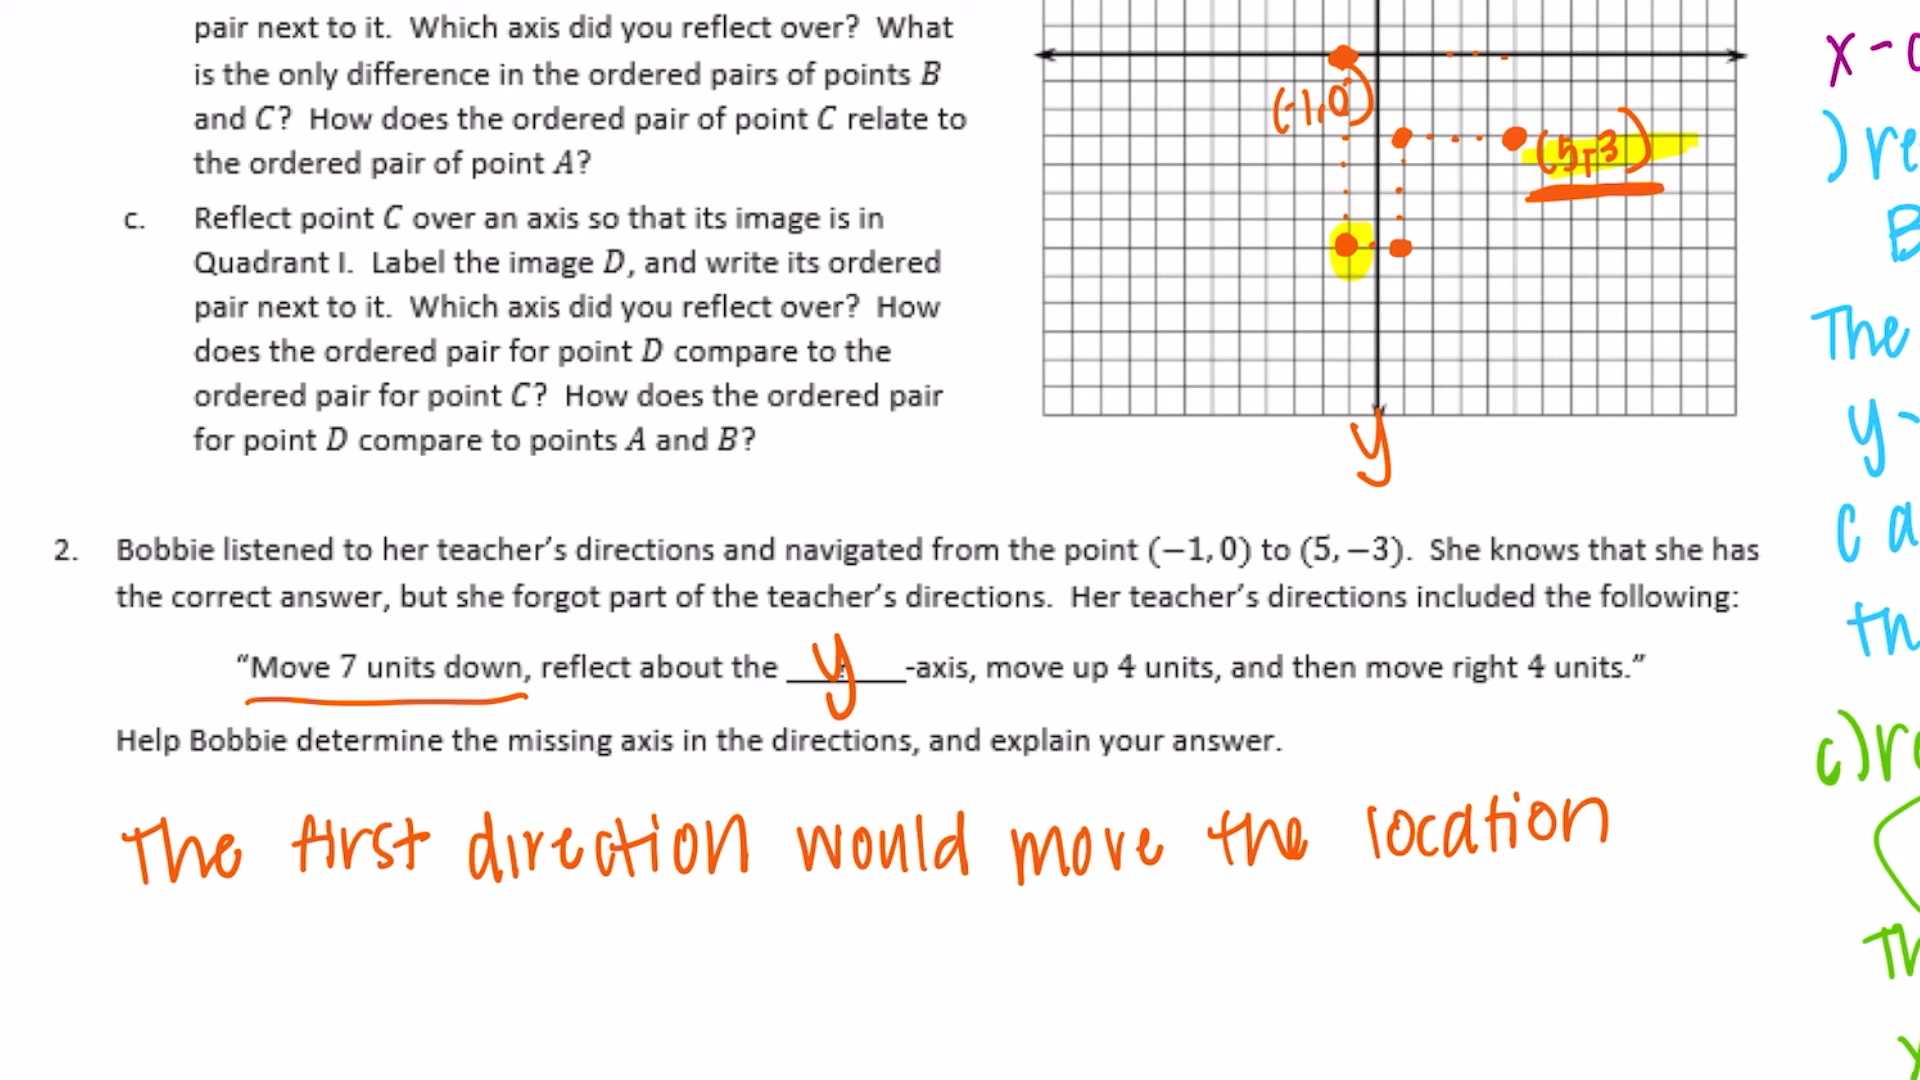 pair next to it. Which axis did you reflect over? What
is the only difference in the ordered pairs of points B
and C? How does the ordered pair of point C relate to
the ordered pair of point A?
c. Reflect point C over an axis so that its image is in
Quadrant I. Label the image D, and write its ordered
pair next to it. Which axis did you reflect over? How
does the ordered pair for point D compare to the
ordered pair for point C? How does the ordered pair
for point D compare to points A and B?
(-1,0)
(5,-3)
y
2. Bobbie listened to her teacher’s directions and navigated from the point (−1, 0) to (5, −3). She knows that she has
the correct answer, but she forgot part of the teacher’s directions. Her teacher’s directions included the following:
“Move 7 units down, reflect about the y -axis, move up 4 units, and then move right 4 units.”
Help Bobbie determine the missing axis in the directions, and explain your answer.
The first direction would move the location
x-
)re
B
The
y-
C a
th
c)re
Th